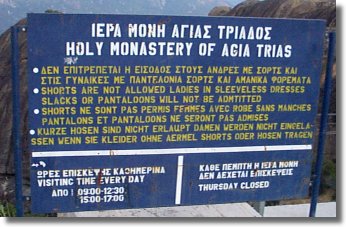 ΙΕΡΑ ΜΟΝΗ ΑΓΙΑΣ ΤΡΙΑΔΟΣ
HOLY MONASTERY OF AGIA TRIAS
• ΔΕΝ ΕΠΙΤΡΕΠΕΤΑΙ Η ΕΙΣΟΔΟΣ ΣΤΟΥΣ ΑΝΔΡΕΣ ΜΕ ΣΟΡΤΣ ΚΑΙ
ΣΤΙΣ ΓΥΝΑΙΚΕΣ ΜΕ ΠΑΝΤΕΛΟΝΙΑ ΣΟΡΤΣ ΚΑΙ ΑΜΑΝΙΚΑ ΦΟΡΕΜΑΤΑ
• SHORTS ARE NOT ALLOWED LADIES IN SLEEVELESS DRESSES
SLACKS OR PANTALOONS WILL NOT BE ADMITTED
• SHORTS NE SONT PAS PERMIS FEMMES AVEC ROBE SANS MANCHES
PANTALONS ET PANTALOONS NE SERONT PAS ADMISES
• KURZE HOSEN SIND NICHT ERLAUPT DAMEN WERDEN NICHT EINGELA-
SSEN WENN SIE KLEIDER OHNE AERMEL SHORTS ODER HOSEN TRAGEN
ΩΡΕΣ ΕΠΙΣΚΕΨΗΣ ΚΑΘΗΜΕΡΙΝΑ
VISITING TIME EVERY DAY
ΑΠΟ : 09:00-12:30
15:00-17:00
ΚΑΘΕ ΠΕΜΠΤΗ Η ΙΕΡΑ ΜΟΝΗ
ΔΕΝ ΔΕΧΕΤΑΙ ΕΠΙΣΚΕΨΕΙΣ
THURSDAY CLOSED